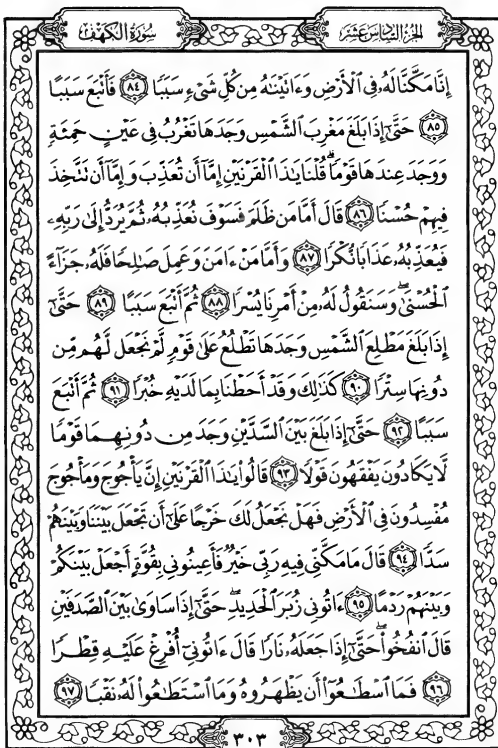 الجزء السادس عشر
سورة الكهف
إِنَّا مَكَّنَّا لَهُۥ فِى ٱلْأَرْضِ وَءَاتَيْنَٰهُ مِن كُلِّ شَىْءٍ سَبَبًا ٨٤ فَأَتْبَعَ سَبَبًا
٨٥ حَتَّىٰٓ إِذَا بَلَغَ مَغْرِبَ ٱلشَّمْسِ وَجَدَهَا تَغْرُبُ فِى عَيْنٍ حَمِئَةٍ
وَوَجَدَ عِندَهَا قَوْمًا ۗ قُلْنَا يَٰذَا ٱلْقَرْنَيْنِ إِمَّآ أَن تُعَذِّبَ وَإِمَّآ أَن تَتَّخِذَ
فِيهِمْ حُسْنًا ٨٦ قَالَ أَمَّا مَن ظَلَمَ فَسَوْفَ نُعَذِّبُهُۥ ثُمَّ يُرَدُّ إِلَىٰ رَبِّهِۦ
فَيُعَذِّبُهُۥ عَذَابًا نُّكْرًا ٨٧ وَأَمَّا مَنْ ءَامَنَ وَعَمِلَ صَٰلِحًا فَلَهُۥ جَزَآءً
ٱلْحُسْنَىٰ ۖ وَسَنَقُولُ لَهُۥ مِنْ أَمْرِنَا يُسْرًا ٨٨ ثُمَّ أَتْبَعَ سَبَبًا ٨٩ حَتَّىٰٓ
إِذَا بَلَغَ مَطْلِعَ ٱلشَّمْسِ وَجَدَهَا تَطْلُعُ عَلَىٰ قَوْمٍ لَّمْ نَجْعَل لَّهُم مِّن
دُونِهَا سِتْرًا ٩٠ كَذَٰلِكَ وَقَدْ أَحَطْنَا بِمَا لَدَيْهِ خُبْرًا ٩١ ثُمَّ أَتْبَعَ
سَبَبًا ٩٢ حَتَّىٰٓ إِذَا بَلَغَ بَيْنَ ٱلسَّدَّيْنِ وَجَدَ مِن دُونِهِمَا قَوْمًا
لَّا يَكَادُونَ يَفْقَهُونَ قَوْلًا ٩٣ قَالُوا۟ يَٰذَا ٱلْقَرْنَيْنِ إِنَّ يَأْجُوجَ وَمَأْجُوجَ
مُفْسِدُونَ فِى ٱلْأَرْضِ فَهَلْ نَجْعَلُ لَكَ خَرْجًا عَلَىٰٓ أَن تَجْعَلَ بَيْنَنَا وَبَيْنَهُمْ
سَدًّا ٩٤ قَالَ مَا مَكَّنِّى فِيهِ رَبِّى خَيْرٌ فَأَعِينُونِى بِقُوَّةٍ أَجْعَلْ بَيْنَكُمْ
وَبَيْنَهُمْ رَدْمًا ٩٥ ءَاتُونِى زُبَرَ ٱلْحَدِيدِ ۖ حَتَّىٰٓ إِذَا سَاوَىٰ بَيْنَ ٱلصَّدَفَيْنِ
قَالَ ٱنفُخُوا۟ ۖ حَتَّىٰٓ إِذَا جَعَلَهُۥ نَارًا قَالَ ءَاتُونِىٓ أُفْرِغْ عَلَيْهِ قِطْرًا
٩٦ فَمَا ٱسْطَٰعُوٓا۟ أَن يَظْهَرُوهُ وَمَا ٱسْتَطَٰعُوا۟ لَهُۥ نَقْبًا ٩٧
٣٠٣